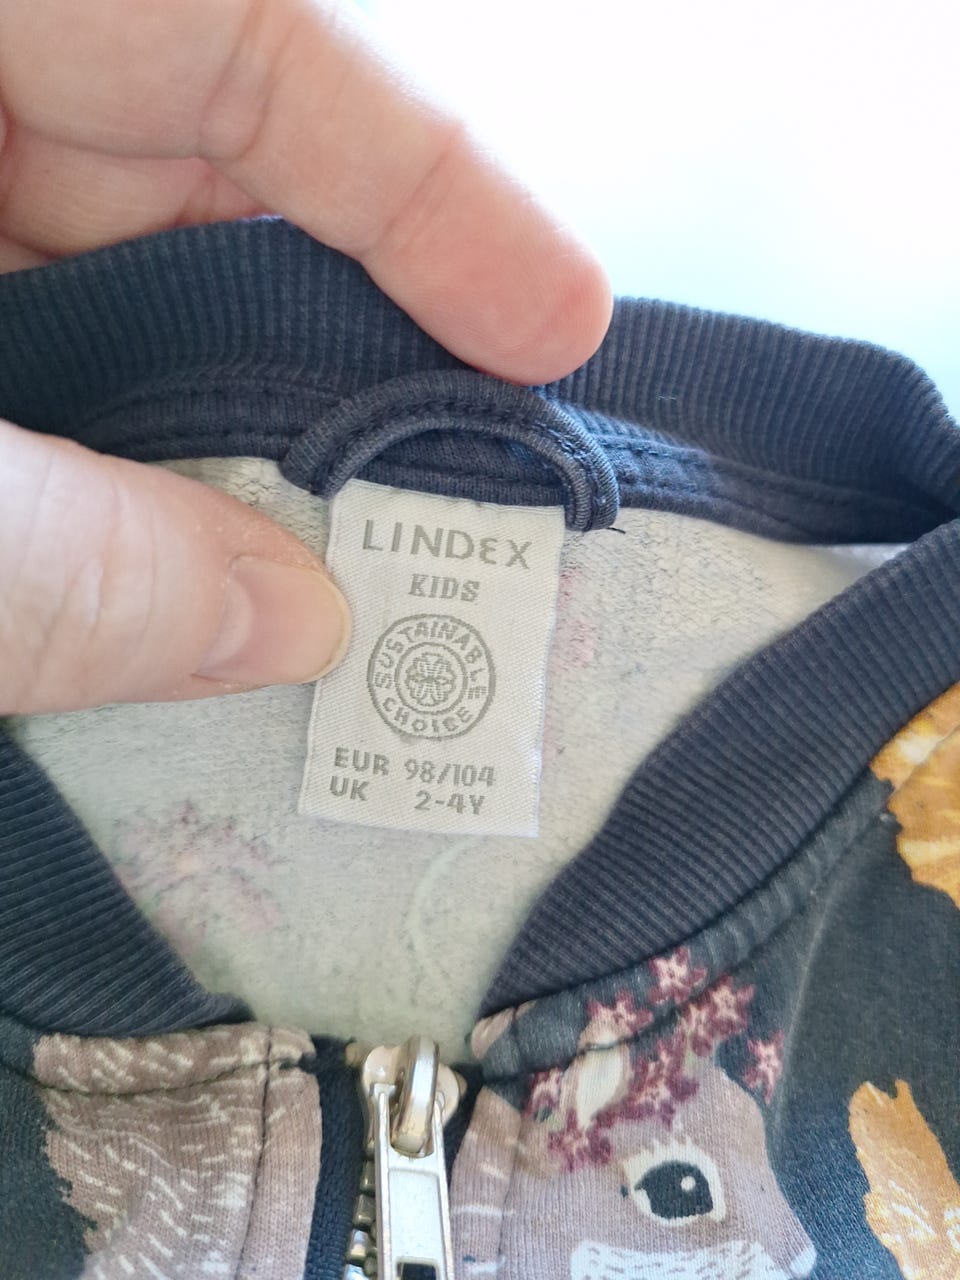 LINDEX
KIDS
SUSTAINABLE
CHOICE
EUR 98/104
UK 2-4Y